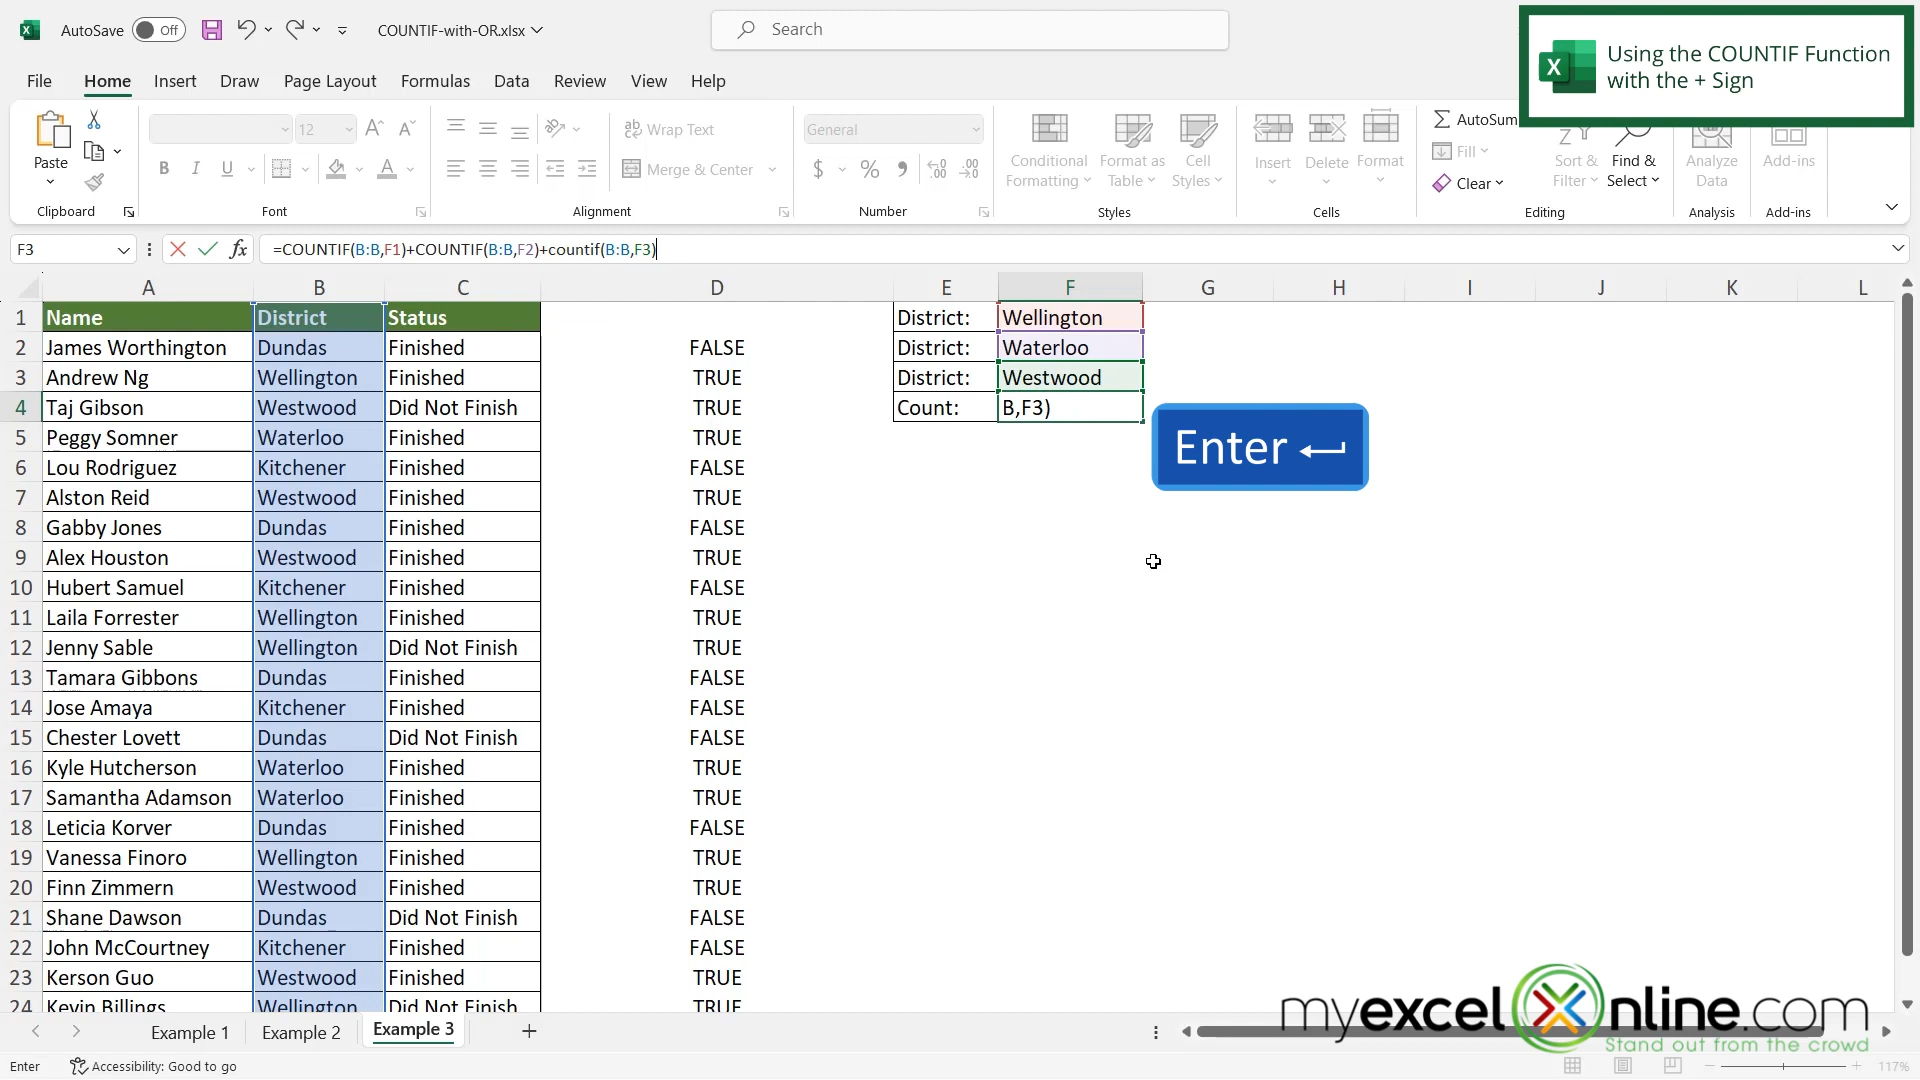 AutoSave Off COUNTIF-with-OR.xlsx Search
Using the COUNTIF Function
with the + Sign
File Home Insert Draw Page Layout Formulas Data Review View Help
Paste
Clipboard
12
B I U
Font
ab Wrap Text
Merge & Center
Alignment
General
$ % 
Number
Conditional
Formatting
Format as
Table
Cell
Styles
Styles
Insert Delete Format
Cells
AutoSum
Fill
Clear
Sort &
Filter
Find &
Select
Editing
Analyze
Data
Analysis
Add-ins
Add-ins
F3 fx =COUNTIF(B:B,F1)+COUNTIF(B:B,F2)+countif(B:B,F3)
A B C D E F G H I J K L
1 Name District Status District: Wellington
2 James Worthington Dundas Finished FALSE District: Waterloo
3 Andrew Ng Wellington Finished TRUE District: Westwood
4 Taj Gibson Westwood Did Not Finish TRUE Count: B,F3)
Enter
5 Peggy Somner Waterloo Finished TRUE
6 Lou Rodriguez Kitchener Finished FALSE
7 Alston Reid Westwood Finished TRUE
8 Gabby Jones Dundas Finished FALSE
9 Alex Houston Westwood Finished TRUE
10 Hubert Samuel Kitchener Finished FALSE
11 Laila Forrester Wellington Finished TRUE
12 Jenny Sable Wellington Did Not Finish TRUE
13 Tamara Gibbons Dundas Finished FALSE
14 Jose Amaya Kitchener Finished FALSE
15 Chester Lovett Dundas Did Not Finish FALSE
16 Kyle Hutcherson Waterloo Finished TRUE
17 Samantha Adamson Waterloo Finished TRUE
18 Leticia Korver Dundas Finished FALSE
19 Vanessa Finoro Wellington Finished TRUE
20 Finn Zimmern Westwood Finished TRUE
21 Shane Dawson Dundas Did Not Finish FALSE
22 John McCourtney Kitchener Finished FALSE
23 Kerson Guo Westwood Finished TRUE
24 Kevin Billings Wellington Did Not Finish TRUE
myexcelonline.com
Stand out from the crowd
Example 1 Example 2 Example 3
Enter Accessibility: Good to go 117%